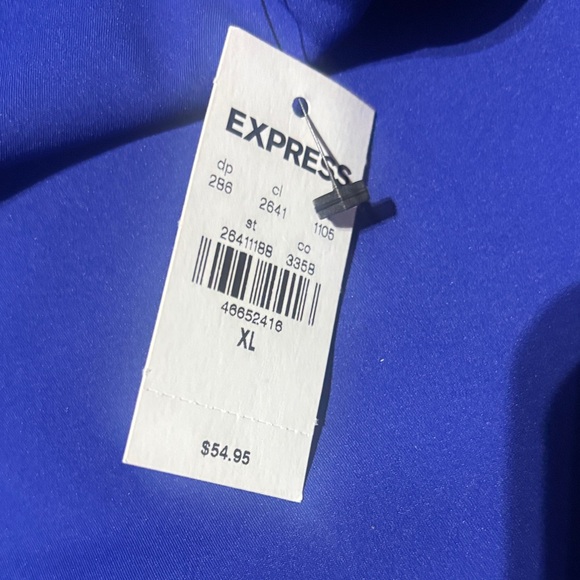 EXPRESS
dp cl
286 2641 1105
st co
26411188 3358
46652416
XL
$54.95